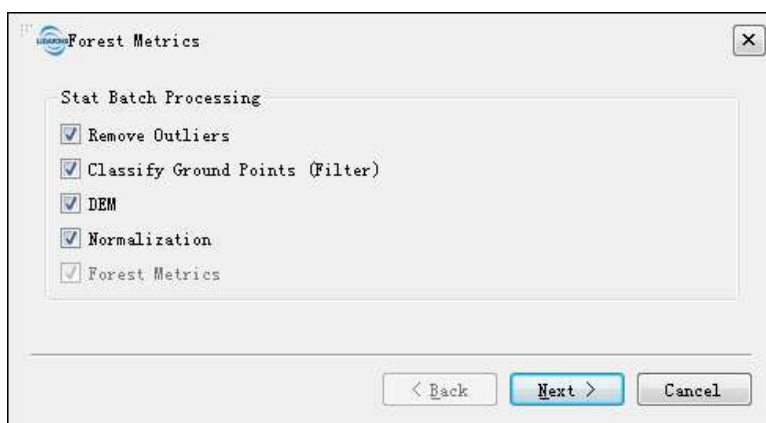 Forest Metrics
Stat Batch Processing
Remove Outliers
Classify Ground Points (Filter)
DEM
Normalization
Forest Metrics
< Back
Next >
Cancel